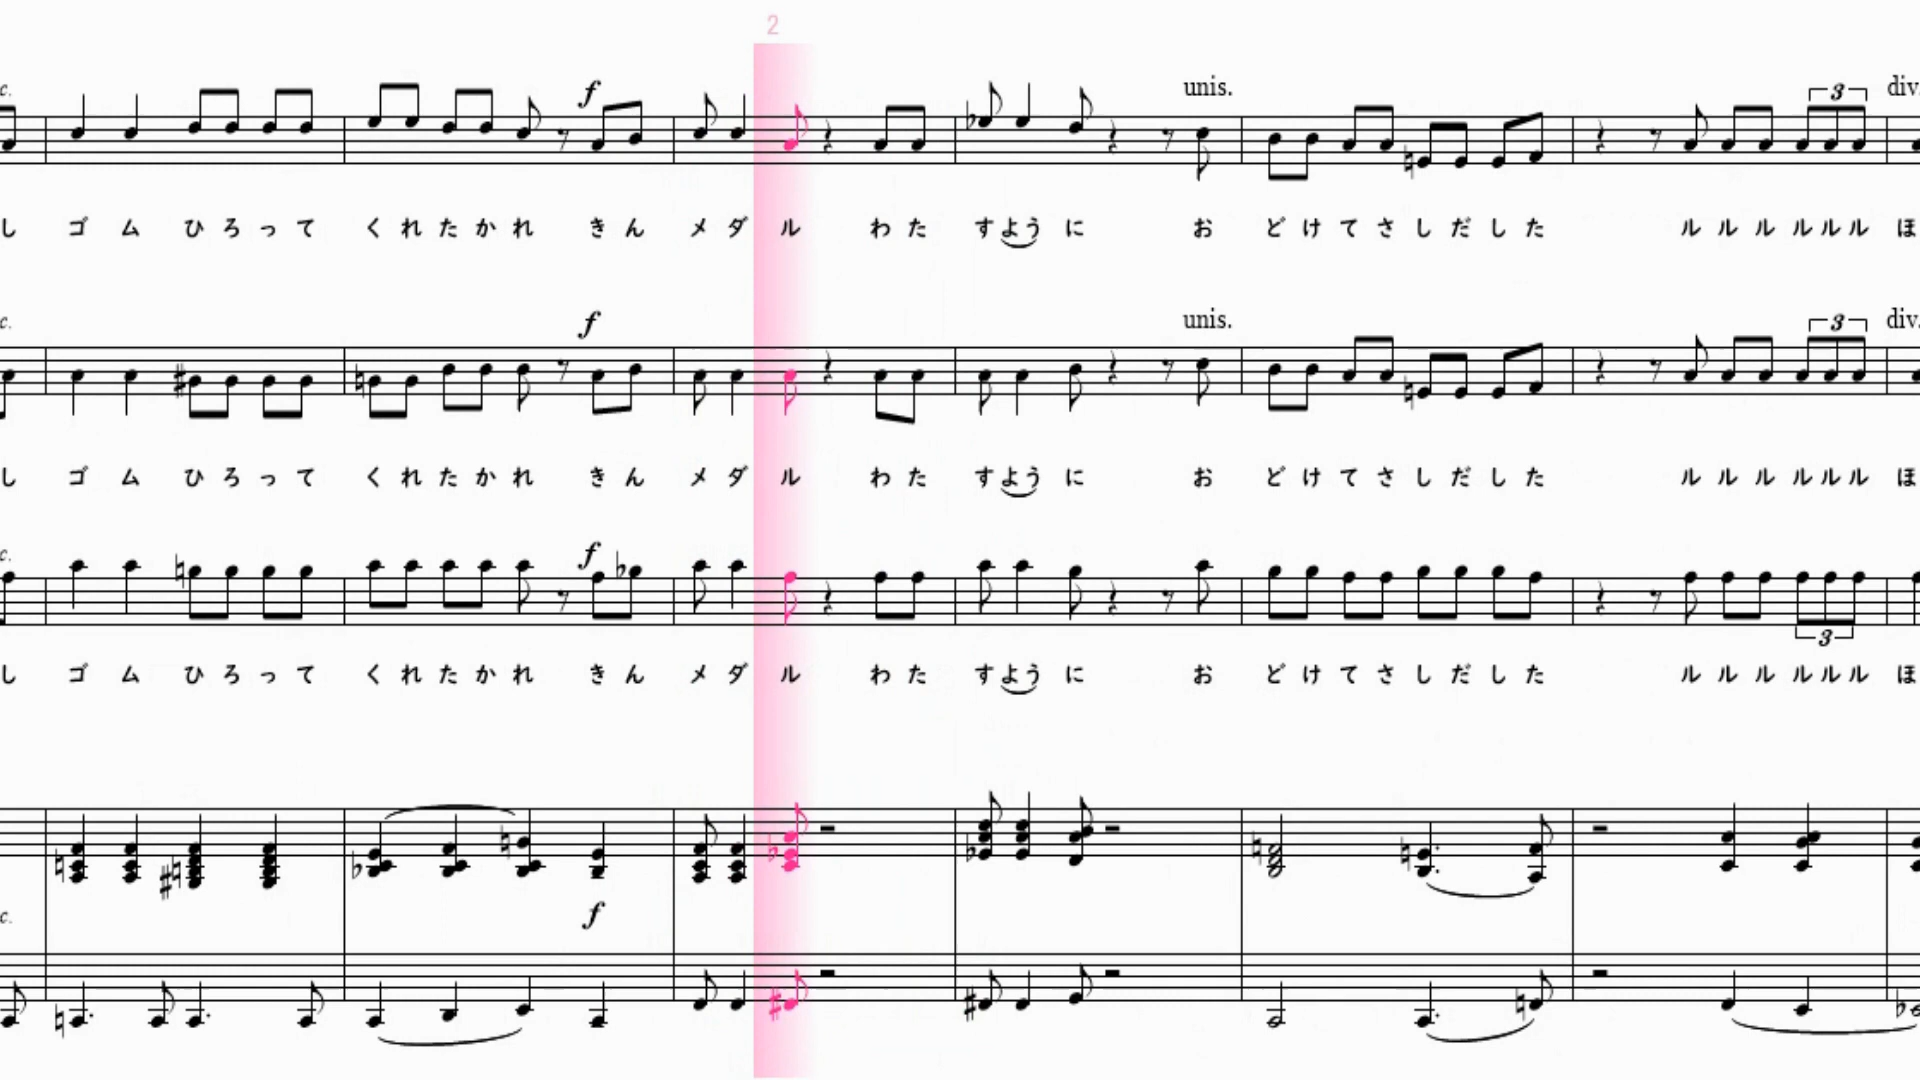 2
c.
f
unis.
3
div.
し ゴ ム ひ ろ っ て く れ た か れ き ん メ ダ ル わ た す よ う に お ど け て さ し だ し た ル ル ル ル ル ル ほ
c.
f
unis.
3
div.
し ゴ ム ひ ろ っ て く れ た か れ き ん メ ダ ル わ た す よ う に お ど け て さ し だ し た ル ル ル ル ル ル ほ
c.
f
3
し ゴ ム ひ ろ っ て く れ た か れ き ん メ ダ ル わ た す よ う に お ど け て さ し だ し た ル ル ル ル ル ル ほ
c.
f